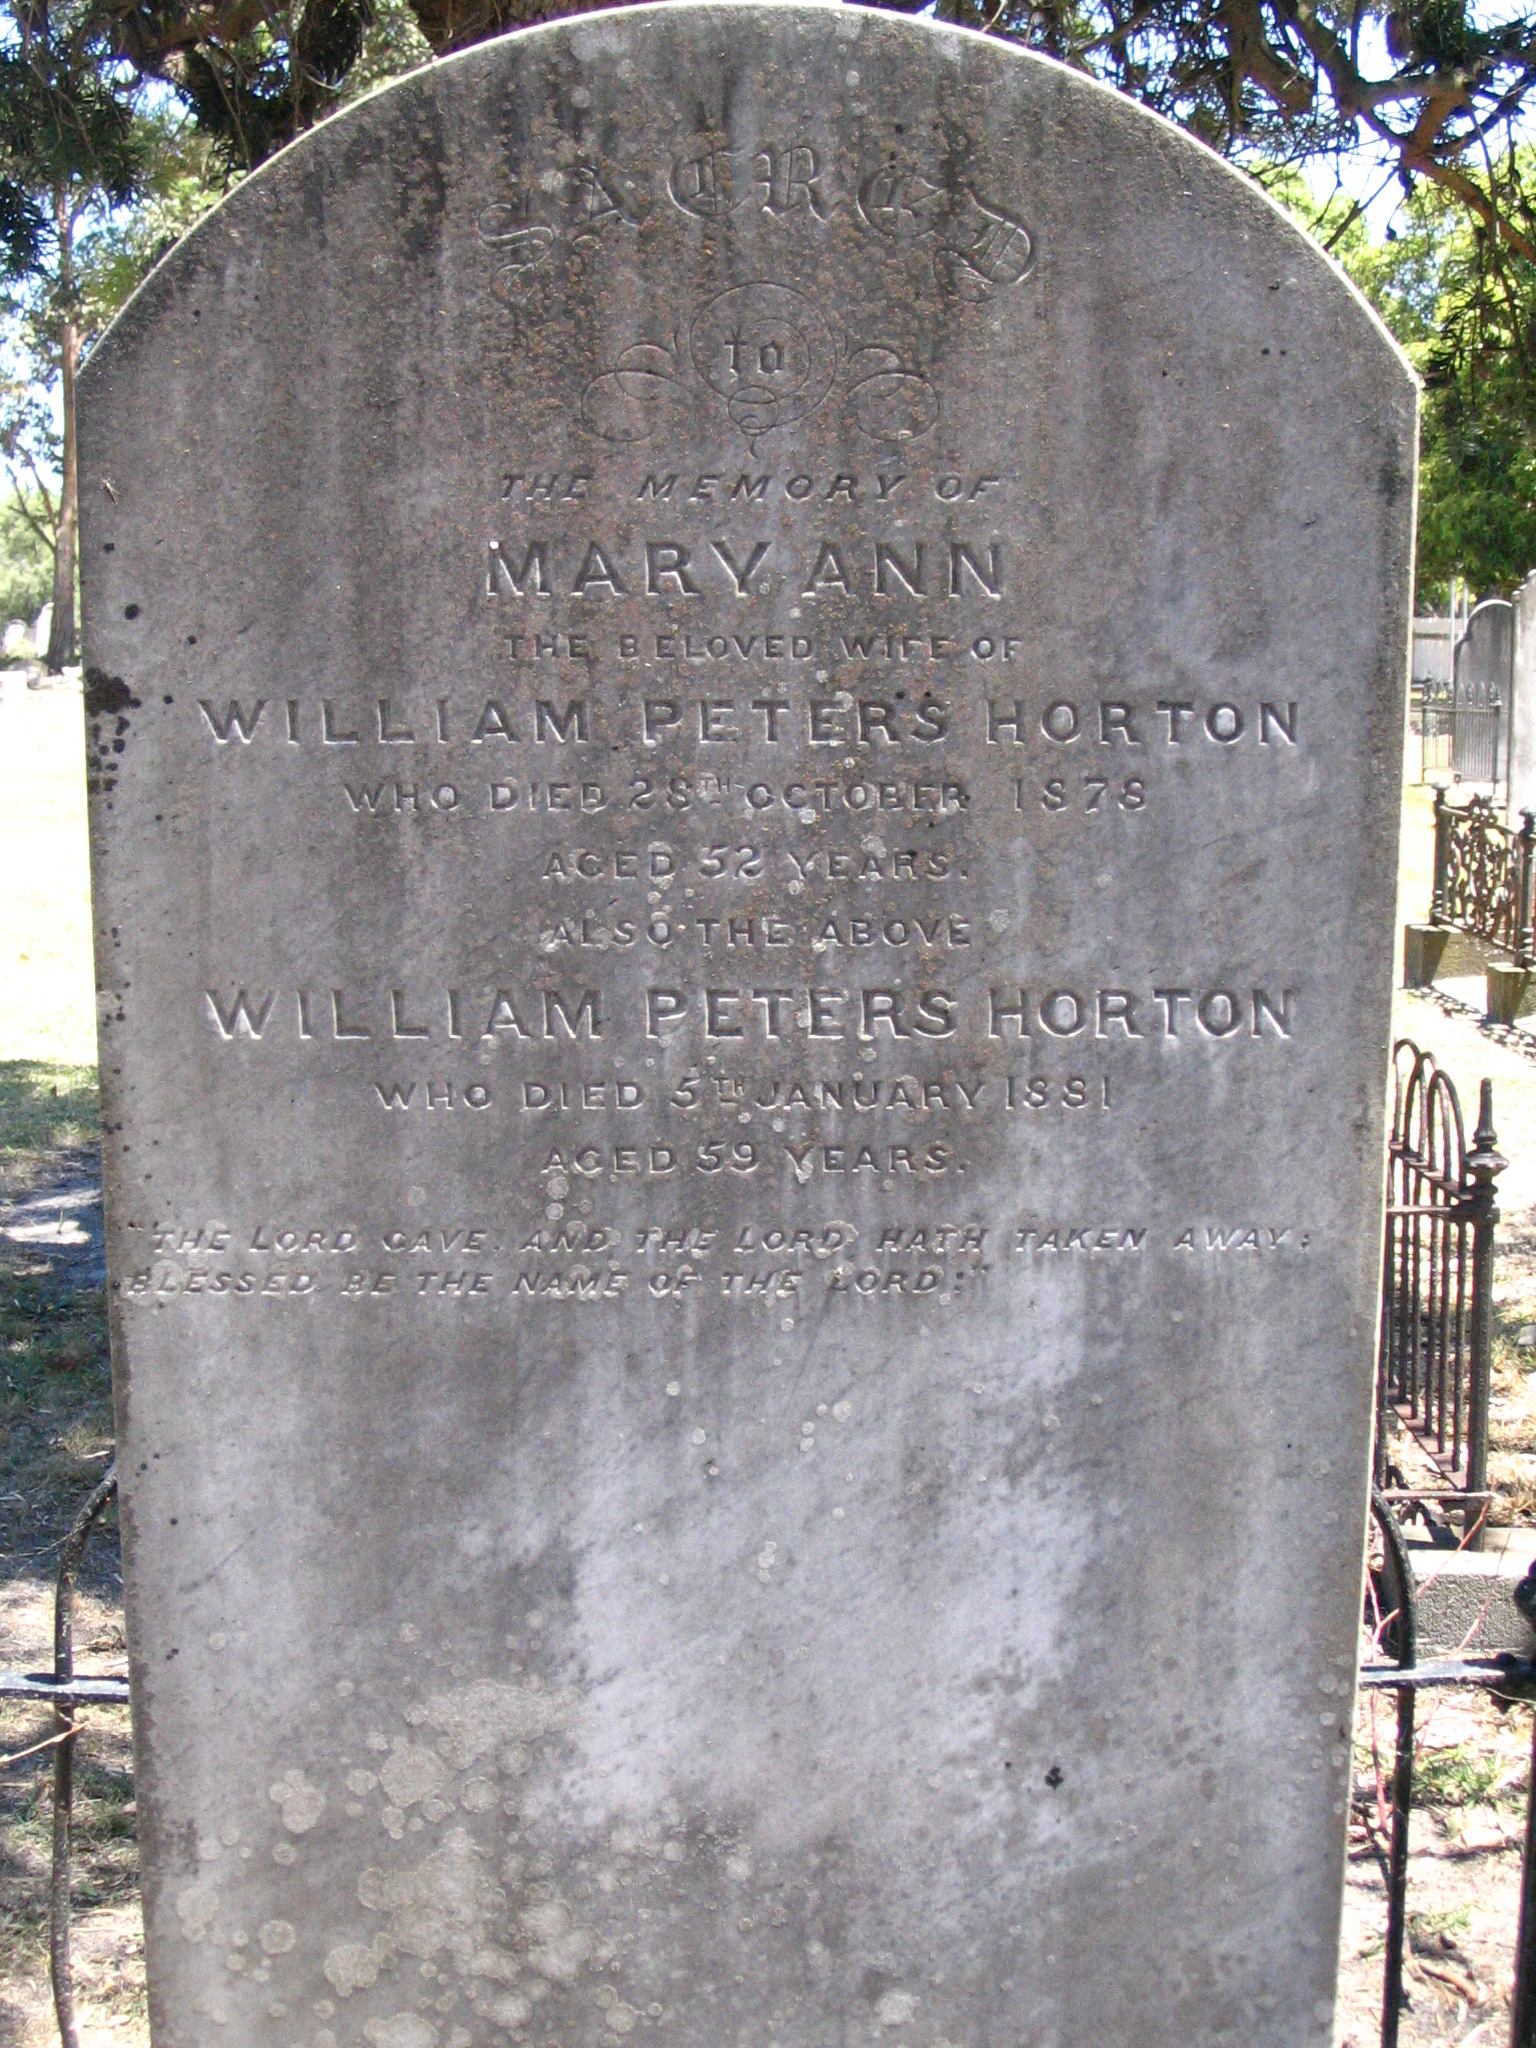 SACRED
to
THE MEMORY OF
MARY ANN
THE BELOVED WIFE OF
WILLIAM PETERS HORTON
WHO DIED 28TH OCTOBER 1878
AGED 52 YEARS.
ALSO THE ABOVE
WILLIAM PETERS HORTON
WHO DIED 5TH JANUARY 1881
AGED 59 YEARS.
"THE LORD GAVE, AND THE LORD HATH TAKEN AWAY;
BLESSED BE THE NAME OF THE LORD:"